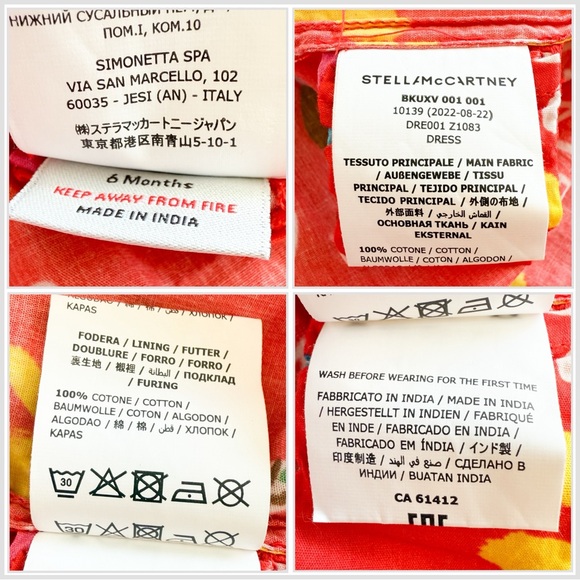 НИЖНИЙ СУСАЛЬНЫЙ ПЕР., Д.
ПОМ.I, КОМ.10
SIMONETTA SPA
VIA SAN MARCELLO, 102
60035 - JESI (AN) - ITALY
㈱ステラマッカートニージャパン
東京都港区南青山5-10-1
6 Months
KEEP AWAY FROM FIRE
MADE IN INDIA
STELLA McCARTNEY
BKUXV 001 001
10139 (2022-08-22)
DRE001 Z1083
DRESS
TESSUTO PRINCIPALE / MAIN FABRIC
/ AUßENGEWEBE / TISSU
PRINCIPAL / TEJIDO PRINCIPAL /
TECIDO PRINCIPAL / 外側の布地 /
外部面料 / القماش الخارجي /
ОСНОВНАЯ ТКАНЬ / KAIN
EKSTERNAL
100% COTONE / COTTON /
BAUMWOLLE / COTON / ALGODON /
ALGODAO / 綿 / 棉 / قطن / ХЛОПОК /
KAPAS
FODERA / LINING / FUTTER /
DOUBLURE / FORRO / FORRO /
裏生地 / 衬裡 / البطانة / ПОДКЛАД
/ FURING
100% COTONE / COTTON /
BAUMWOLLE / COTON / ALGODON /
ALGODAO / 綿 / 棉 / قطن / ХЛОПОК /
KAPAS
30
30
WASH BEFORE WEARING FOR THE FIRST TIME
FABBRICATO IN INDIA / MADE IN INDIA
/ HERGESTELLT IN INDIEN / FABRIQUÉ
EN INDE / FABRICADO EN INDIA /
FABRICADO EM ÍNDIA / インド製 /
印度制造 / صنع في الهند / СДЕЛАНО В
ИНДИИ / BUATAN INDIA
CA 61412